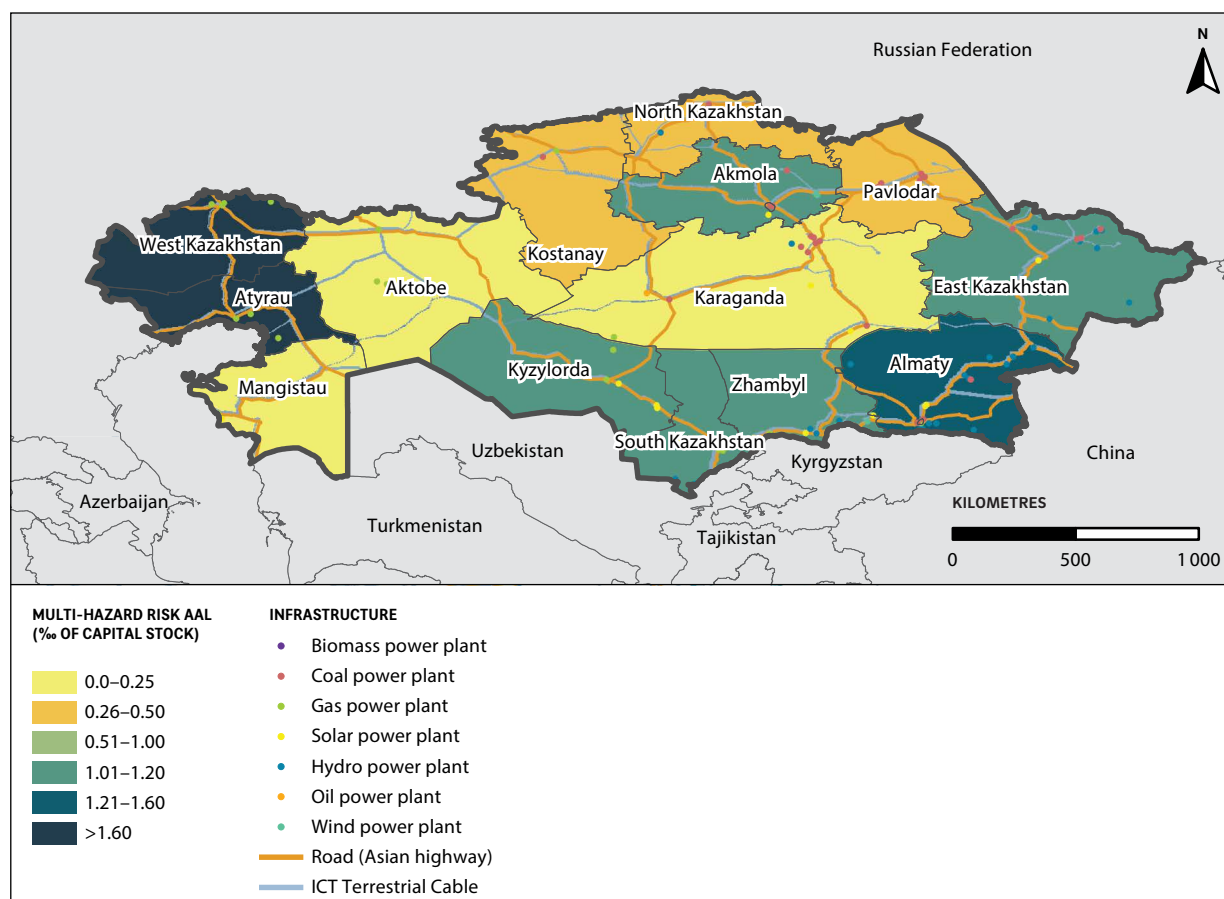 Russian Federation
N
North Kazakhstan
Akmola
Pavlodar
West Kazakhstan
Kostanay
Atyrau
Aktobe
Karaganda
East Kazakhstan
Mangistau
Kyzylorda
Zhambyl
Almaty
South Kazakhstan
Uzbekistan
Kyrgyzstan
China
Azerbaijan
Turkmenistan
Tajikistan
KILOMETRES
0 500 1 000
MULTI-HAZARD RISK AAL
(‰ OF CAPITAL STOCK)
0.0–0.25
0.26–0.50
0.51–1.00
1.01–1.20
1.21–1.60
>1.60
INFRASTRUCTURE
Biomass power plant
Coal power plant
Gas power plant
Solar power plant
Hydro power plant
Oil power plant
Wind power plant
Road (Asian highway)
ICT Terrestrial Cable